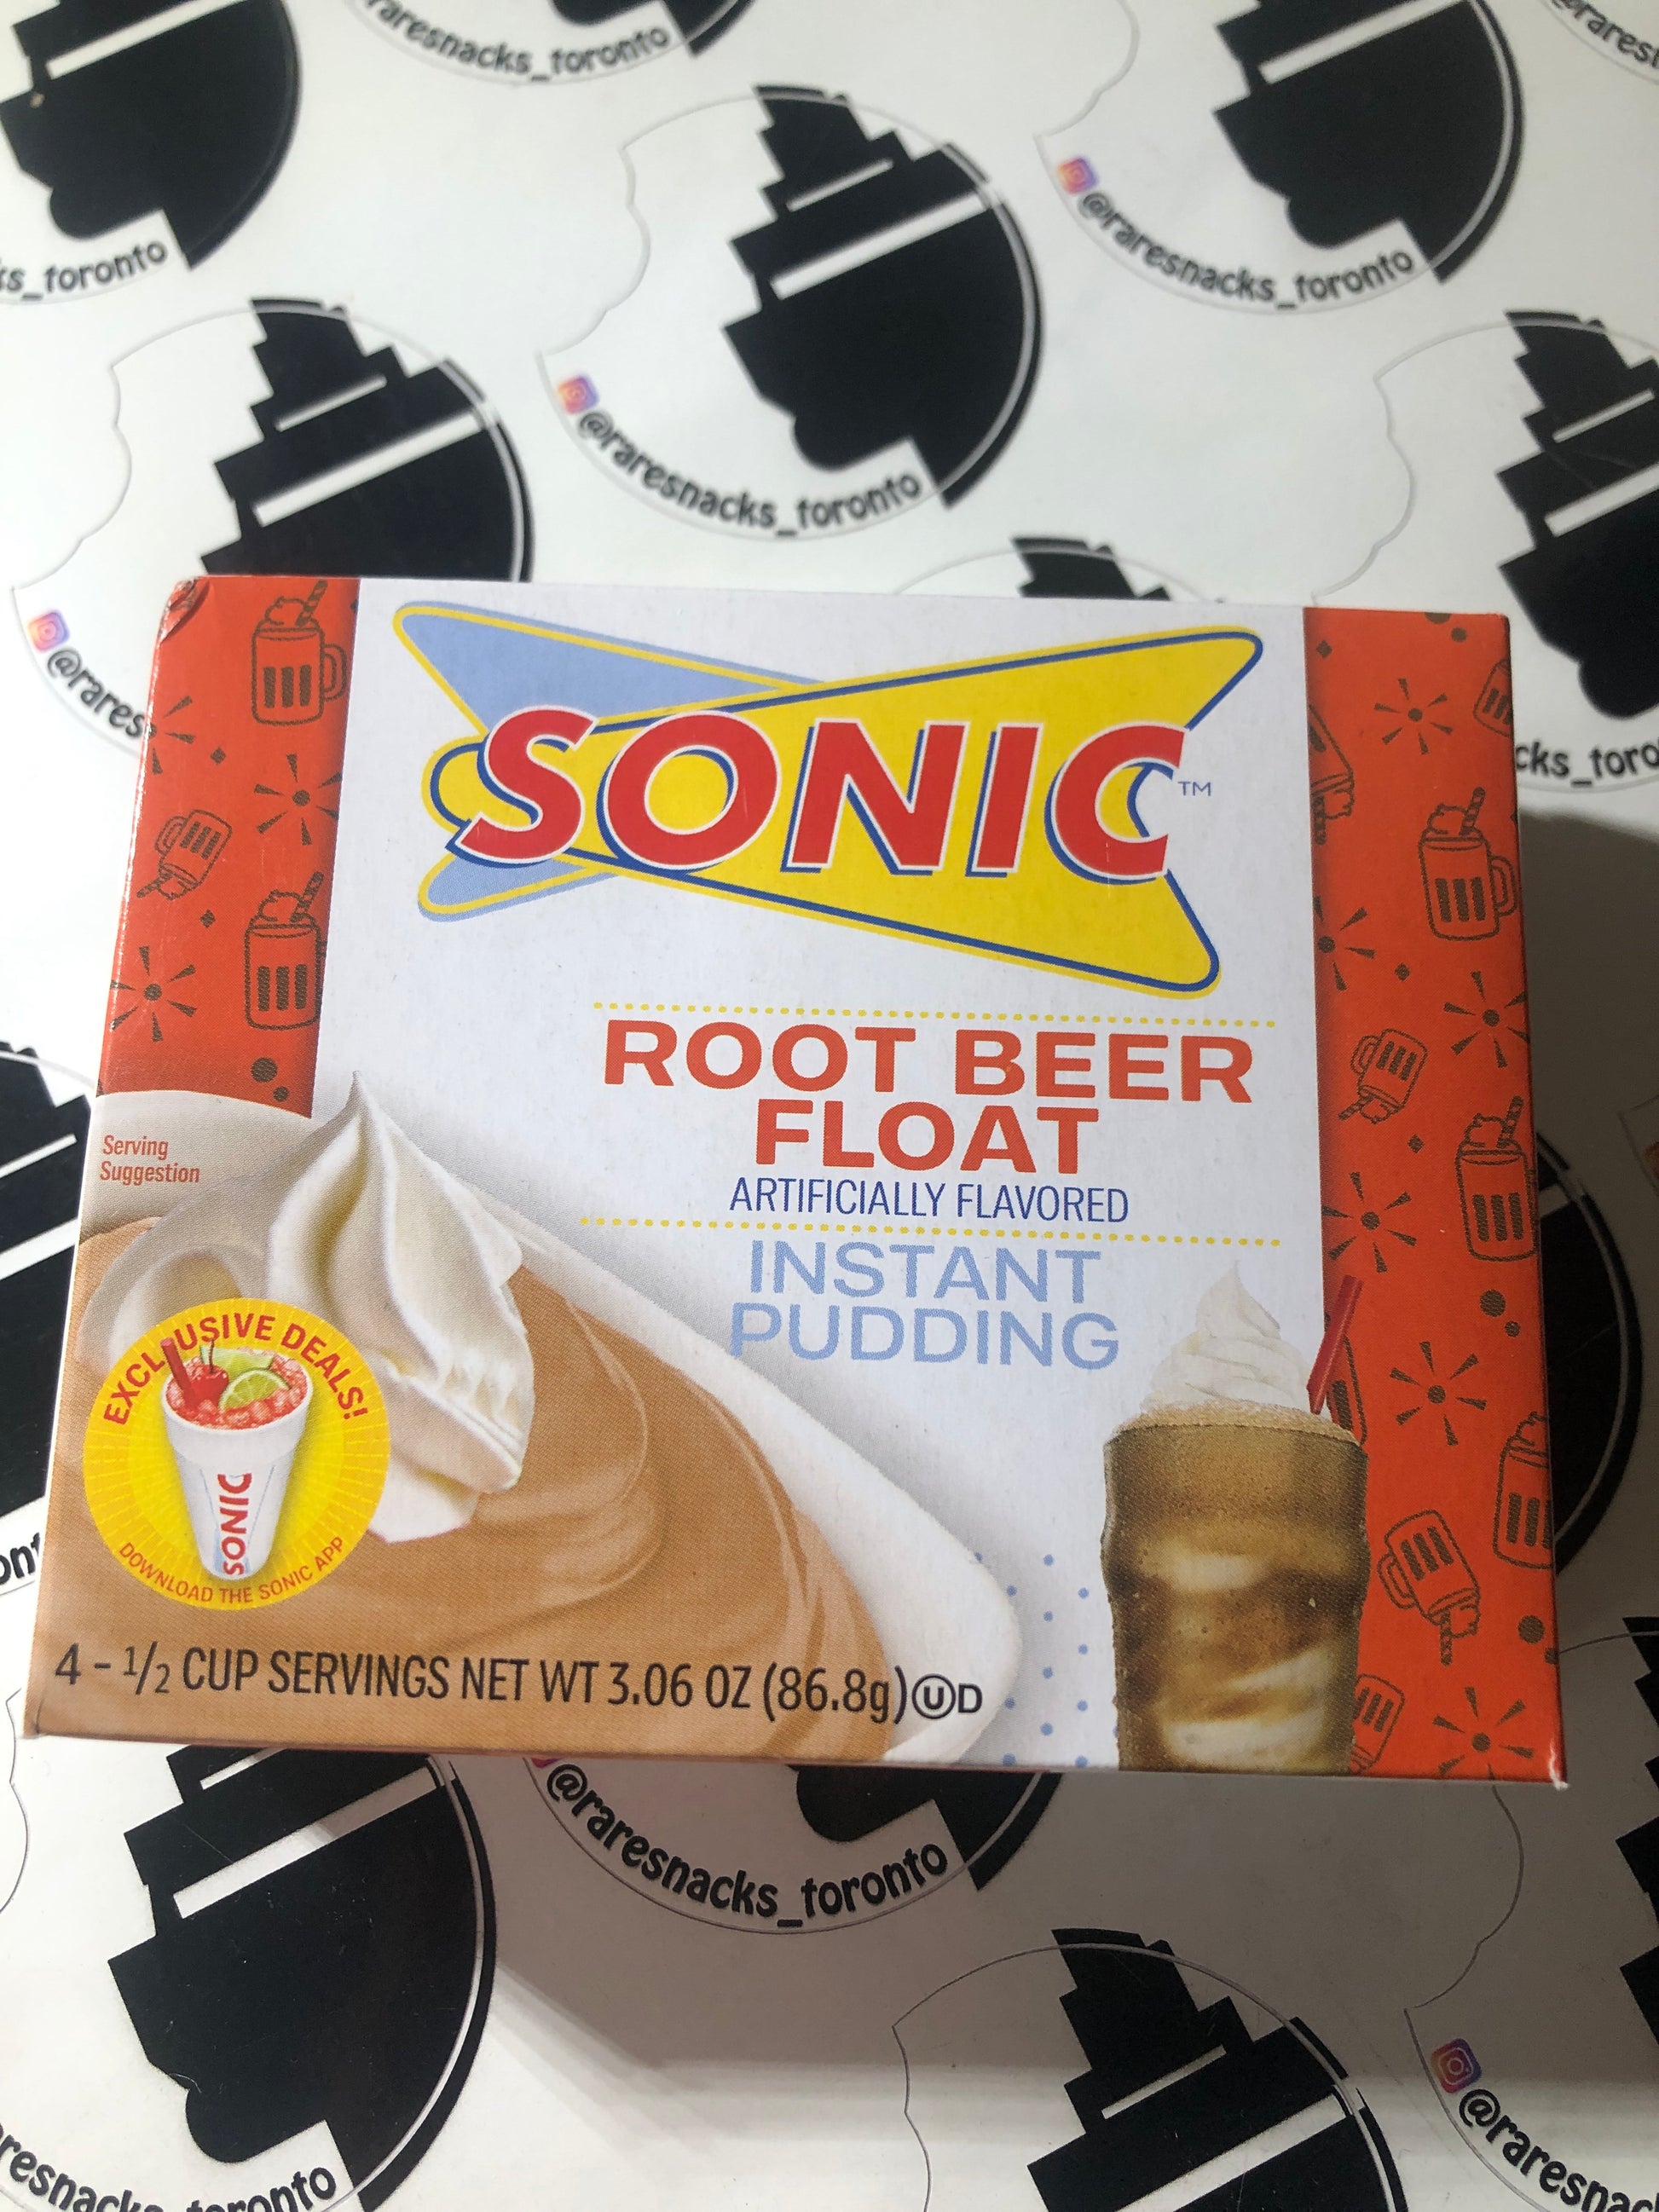 raresnacks_toronto
@raresnacks_toronto
@raresnacks_toronto
SONIC™
ROOT BEER
FLOAT
ARTIFICIALLY FLAVORED
INSTANT
PUDDING
Serving
Suggestion
EXCLUSIVE DEALS!
SONIC
DOWNLOAD THE SONIC APP
4 - 1/2 CUP SERVINGS NET WT 3.06 OZ (86.8g) Ⓤ D
@raresnacks_toronto